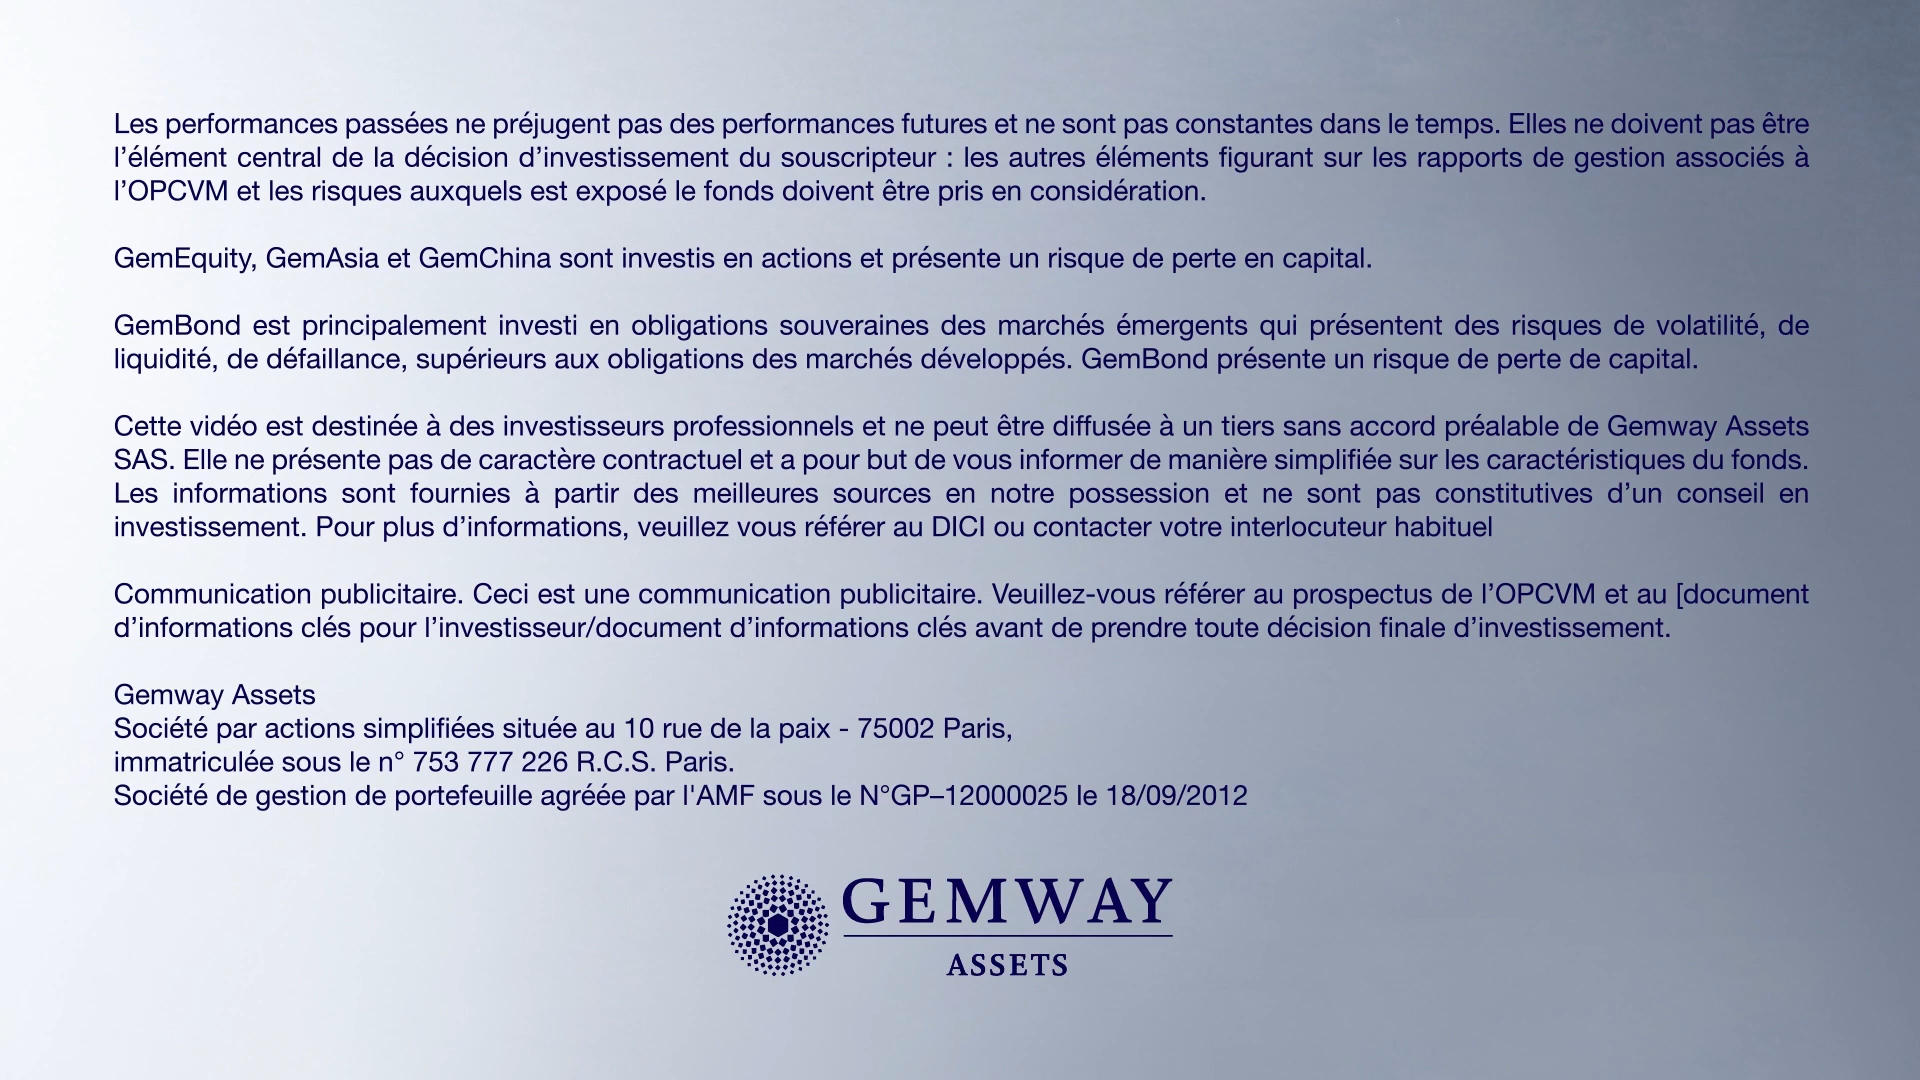 Les performances passées ne préjugent pas des performances futures et ne sont pas constantes dans le temps. Elles ne doivent pas être
l’élément central de la décision d’investissement du souscripteur : les autres éléments figurant sur les rapports de gestion associés à
l’OPCVM et les risques auxquels est exposé le fonds doivent être pris en considération.
GemEquity, GemAsia et GemChina sont investis en actions et présente un risque de perte en capital.
GemBond est principalement investi en obligations souveraines des marchés émergents qui présentent des risques de volatilité, de
liquidité, de défaillance, supérieurs aux obligations des marchés développés. GemBond présente un risque de perte de capital.
Cette vidéo est destinée à des investisseurs professionnels et ne peut être diffusée à un tiers sans accord préalable de Gemway Assets
SAS. Elle ne présente pas de caractère contractuel et a pour but de vous informer de manière simplifiée sur les caractéristiques du fonds.
Les informations sont fournies à partir des meilleures sources en notre possession et ne sont pas constitutives d’un conseil en
investissement. Pour plus d’informations, veuillez vous référer au DICI ou contacter votre interlocuteur habituel
Communication publicitaire. Ceci est une communication publicitaire. Veuillez-vous référer au prospectus de l’OPCVM et au [document
d’informations clés pour l’investisseur/document d’informations clés avant de prendre toute décision finale d’investissement.
Gemway Assets
Société par actions simplifiées située au 10 rue de la paix - 75002 Paris,
immatriculée sous le n° 753 777 226 R.C.S. Paris.
Société de gestion de portefeuille agréée par l'AMF sous le N°GP–12000025 le 18/09/2012
GEMWAY
ASSETS